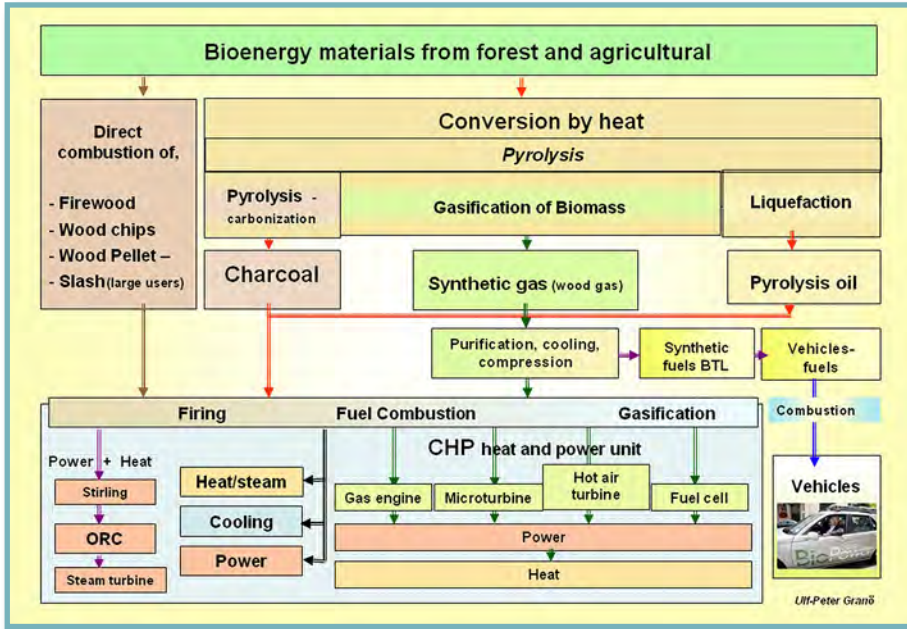 Bioenergy materials from forest and agricultural
Direct
combustion of,
- Firewood
- Wood chips
- Wood Pellet –
- Slash (large users)
Conversion by heat
Pyrolysis
Pyrolysis -
carbonization
Gasification of Biomass
Liquefaction
Charcoal
Synthetic gas (wood gas)
Pyrolysis oil
Purification, cooling,
compression
Synthetic
fuels BTL
Vehicles-
fuels
Combustion
Firing
Fuel Combustion
Gasification
CHP heat and power unit
Power + Heat
Stirling
ORC
Steam turbine
Heat/steam
Cooling
Power
Gas engine
Microturbine
Hot air
turbine
Fuel cell
Power
Heat
Vehicles
Ulf-Peter Granö